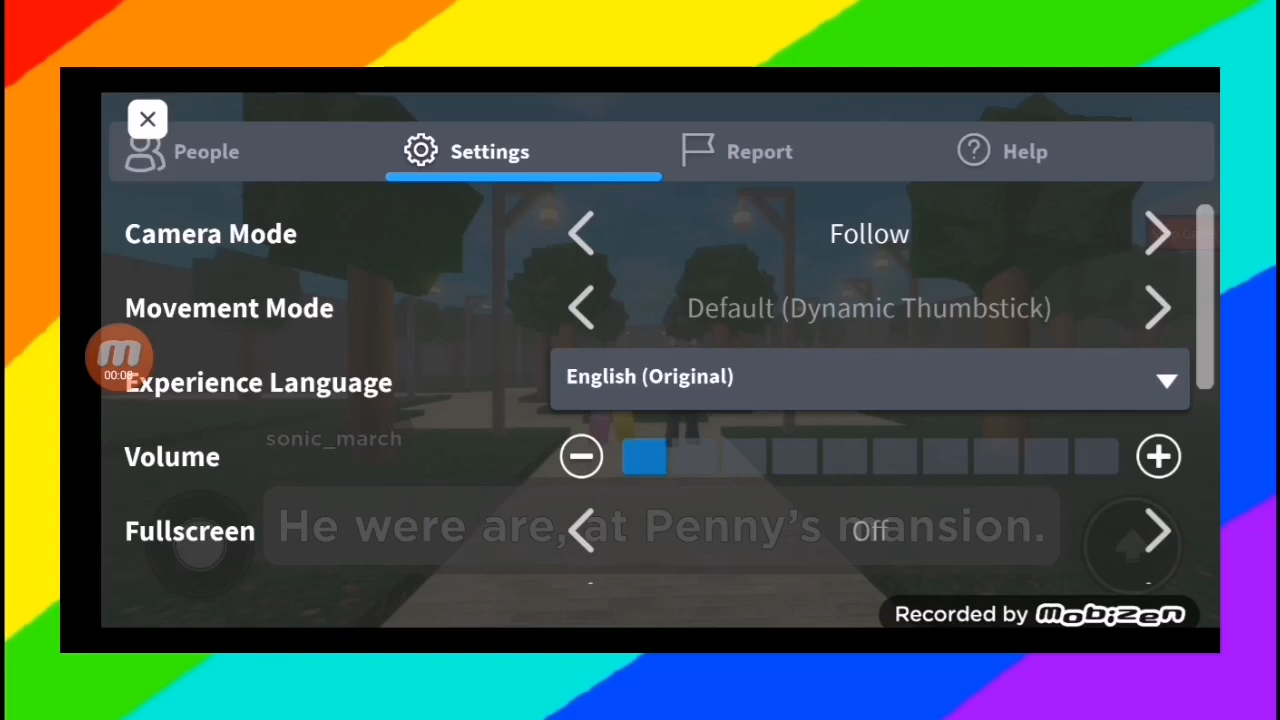 People
Settings
Report
Help
Camera Mode
Follow
Movement Mode
Default (Dynamic Thumbstick)
00:08
Experience Language
English (Original)
sonic_march
Volume
Fullscreen
Off
He were are, at Penny’s mansion.
Recorded by mobizen